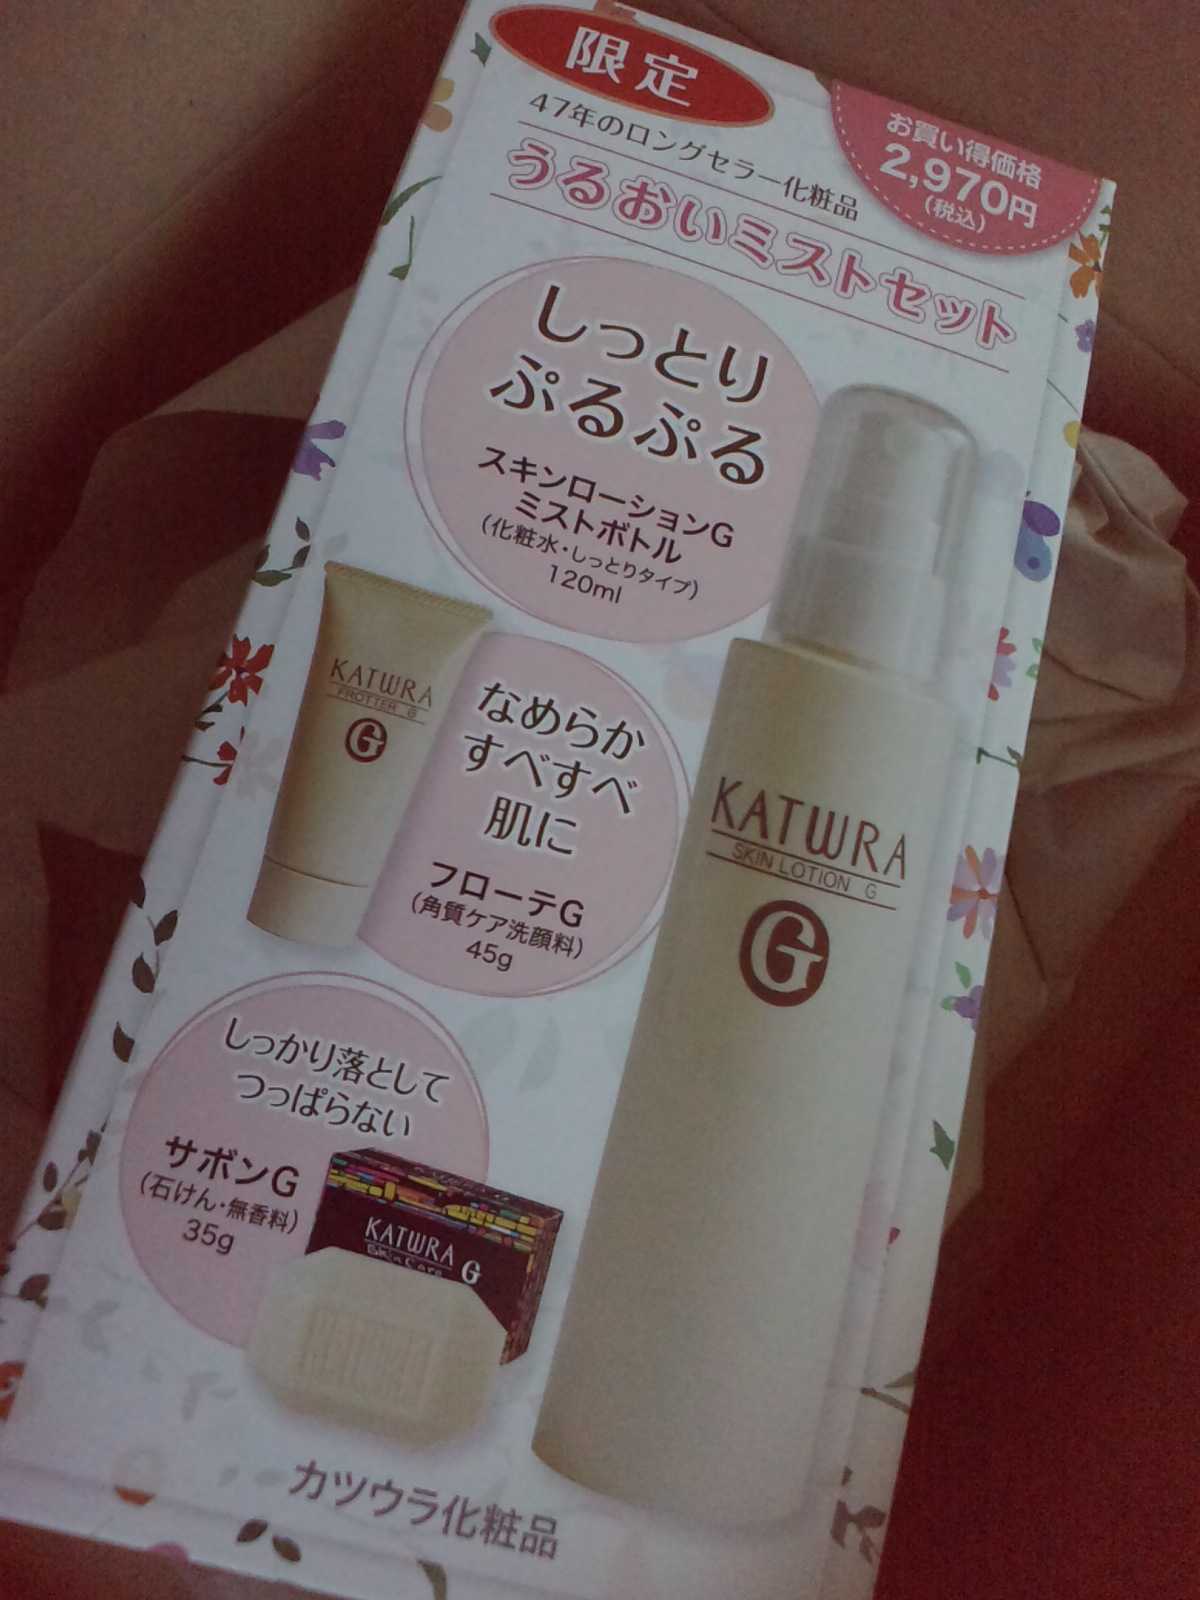 限定
47年のロングセラー化粧品
お買い得価格
2,970円
(税込)
うるおいミストセット
しっとり
ぷるぷる
スキンローションG
ミストボトル
(化粧水・しっとりタイプ)
120ml
KATWRA
FROTTER G
G
なめらか
すべすべ
肌に
フローテG
(角質ケア洗顔料)
45g
KATWRA
SKIN LOTION G
G
しっかり落として
つっぱらない
サボンG
(石けん・無香料)
35g
KATWRA
Skin Care G
カツウラ化粧品